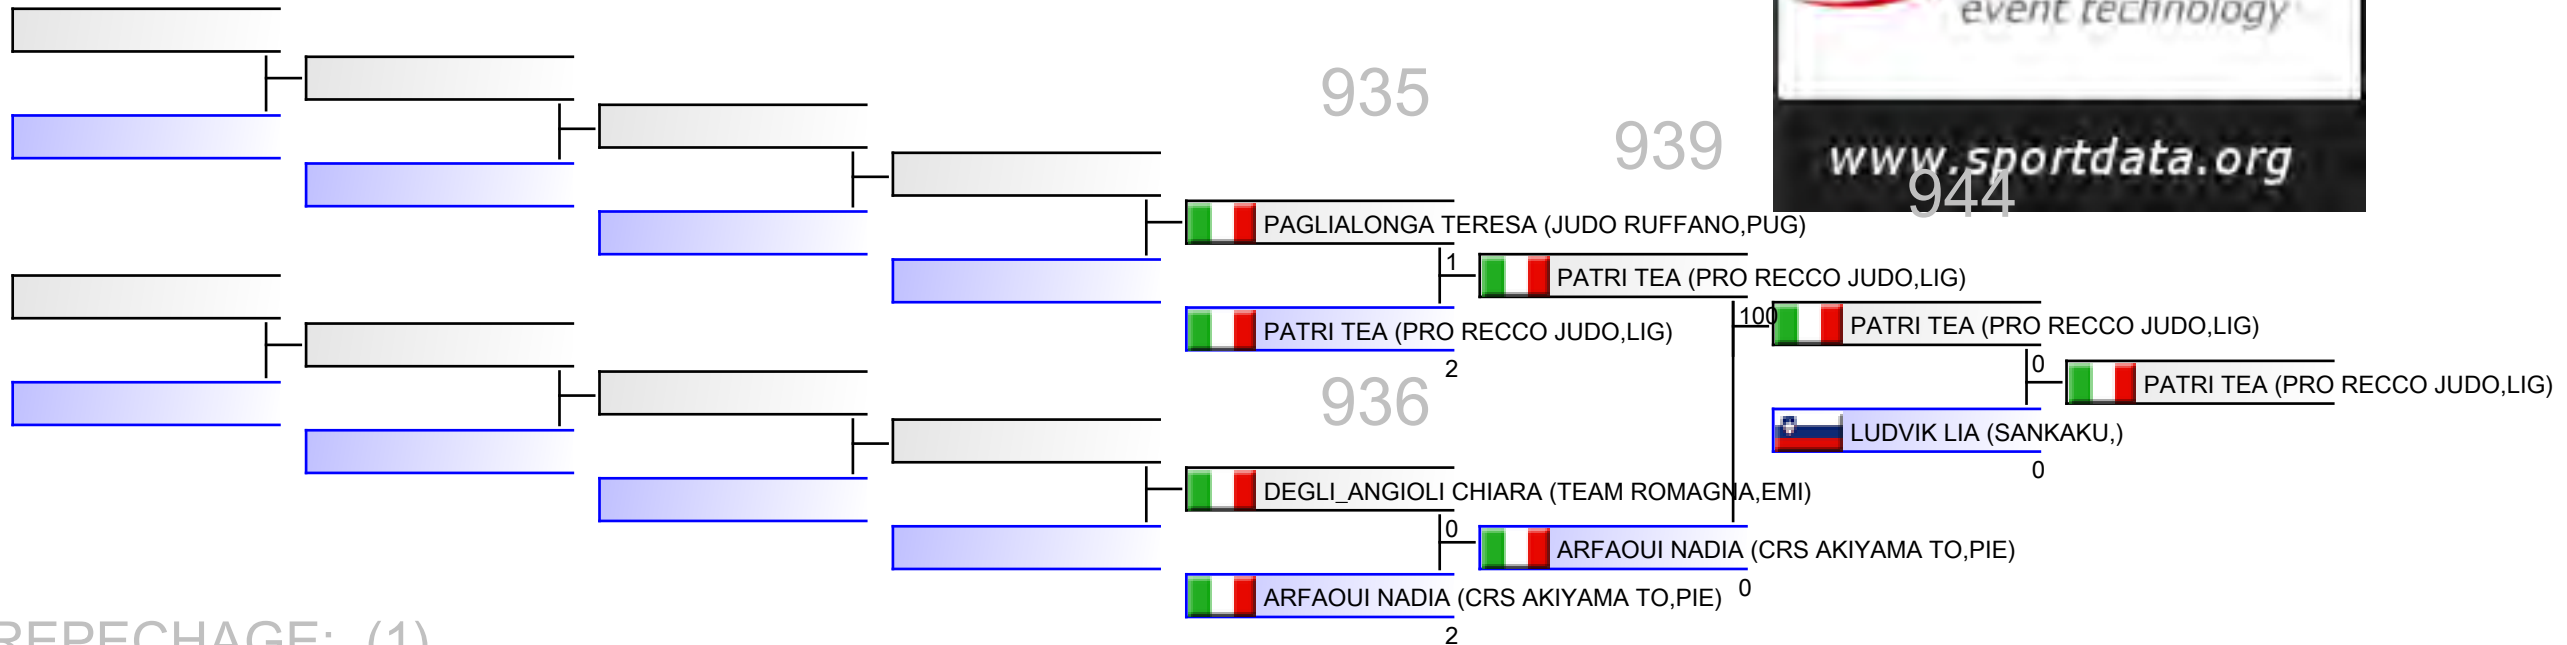 event technology
935
939
www.sportdata.org
944
PAGLIALONGA TERESA (JUDO RUFFANO,PUG)
1
PATRI TEA (PRO RECCO JUDO,LIG)
100
PATRI TEA (PRO RECCO JUDO,LIG)
PATRI TEA (PRO RECCO JUDO,LIG)
2
0
PATRI TEA (PRO RECCO JUDO,LIG)
936
LUDVIK LIA (SANKAKU,)
0
DEGLI_ANGIOLI CHIARA (TEAM ROMAGNA,EMI)
0
ARFAOUI NADIA (CRS AKIYAMA TO,PIE)
0
ARFAOUI NADIA (CRS AKIYAMA TO,PIE)
2
REPECHAGE: (1)